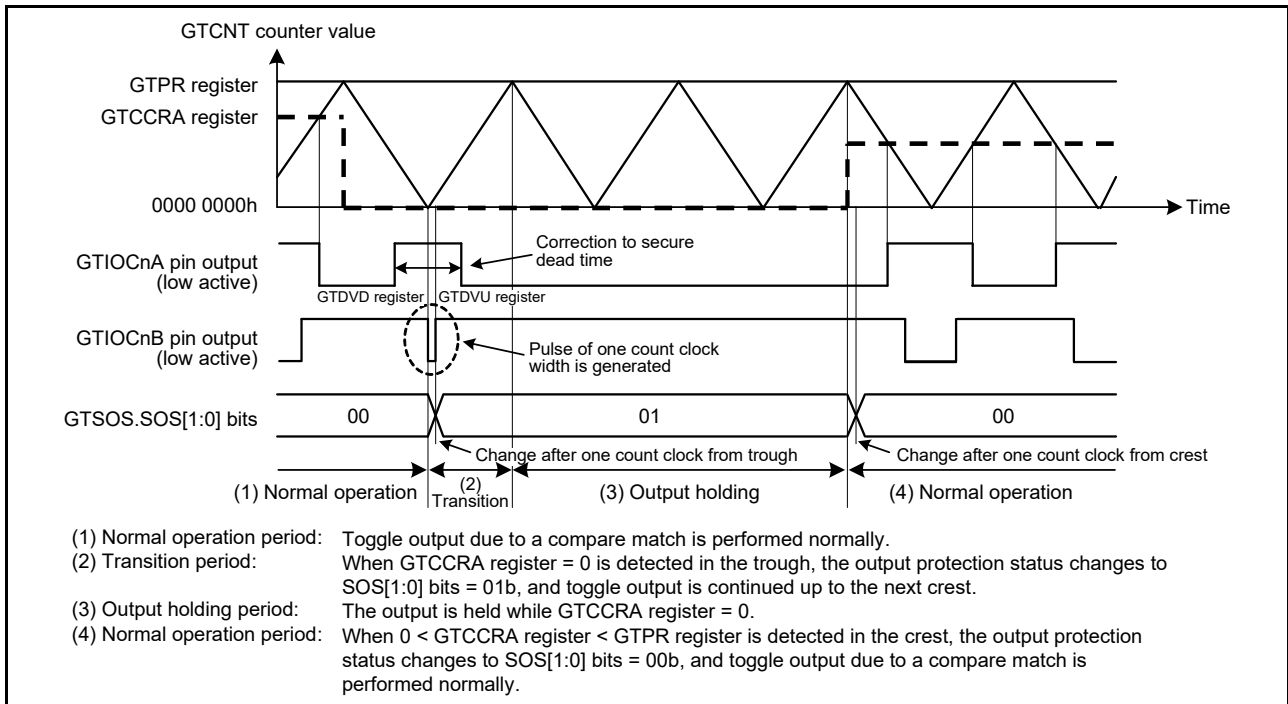 GTCNT counter value
GTPR register
GTCCRA register
0000 0000h
Time
GTIOCnA pin output
(low active)
Correction to secure
dead time
GTDVD register
GTDVU register
GTIOCnB pin output
(low active)
Pulse of one count clock
width is generated
GTSOS.SOS[1:0] bits
00
01
00
Change after one count clock from trough
Change after one count clock from crest
(1) Normal operation
(2)
Transition
(3) Output holding
(4) Normal operation
(1) Normal operation period: Toggle output due to a compare match is performed normally.
(2) Transition period: When GTCCRA register = 0 is detected in the trough, the output protection status changes to
SOS[1:0] bits = 01b, and toggle output is continued up to the next crest.
(3) Output holding period: The output is held while GTCCRA register = 0.
(4) Normal operation period: When 0 < GTCCRA register < GTPR register is detected in the crest, the output protection
status changes to SOS[1:0] bits = 00b, and toggle output due to a compare match is
performed normally.